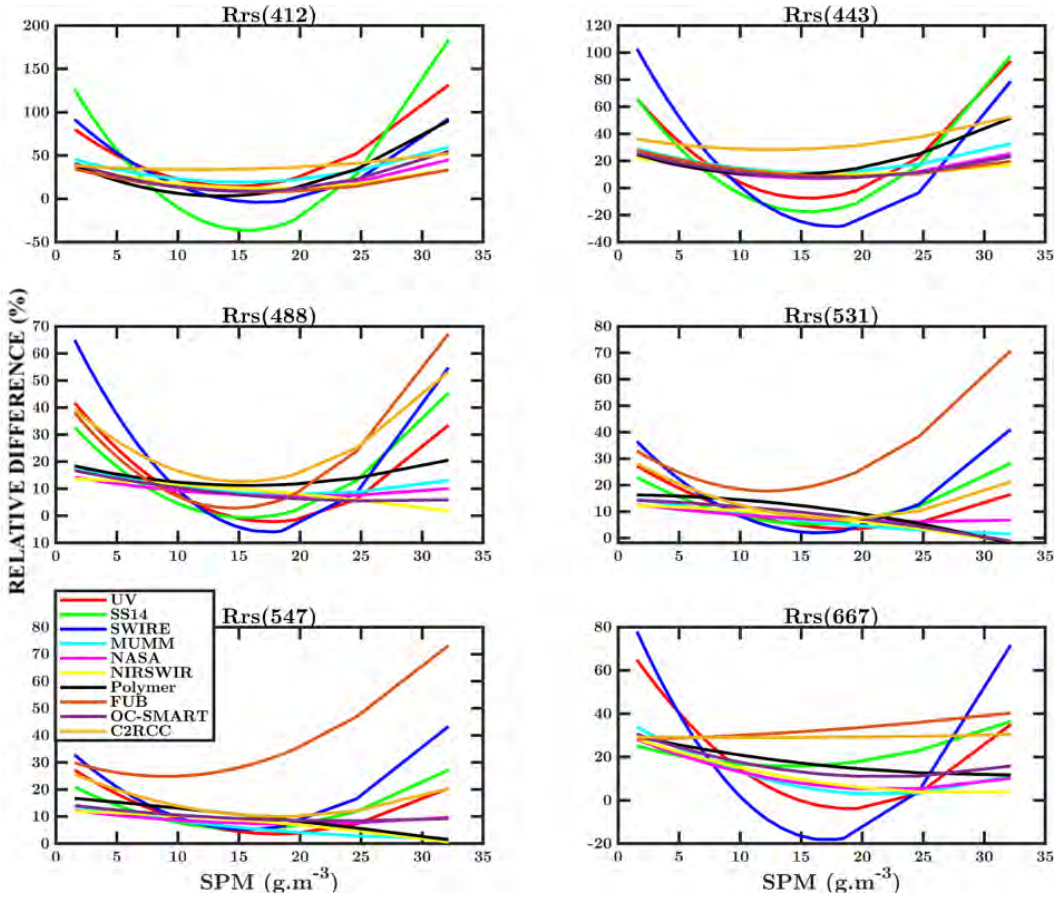 Rrs(412)
200
150
100
50
0
-50
0 5 10 15 20 25 30 35
Rrs(443)
120
100
80
60
40
20
0
-20
-40
0 5 10 15 20 25 30 35
RELATIVE DIFFERENCE (%)
Rrs(488)
70
60
50
40
30
20
10
0
10
0 5 10 15 20 25 30 35
Rrs(531)
80
70
60
50
40
30
20
10
0
0 5 10 15 20 25 30 35
Rrs(547)
80
70
60
50
40
30
20
10
0
0 5 10 15 20 25 30 35
SPM (g.m⁻³)
UV
SS14
SWIRE
MUMM
NASA
NIRSWIR
Polymer
FUB
OC-SMART
C2RCC
Rrs(667)
80
60
40
20
0
-20
0 5 10 15 20 25 30 35
SPM (g.m⁻³)